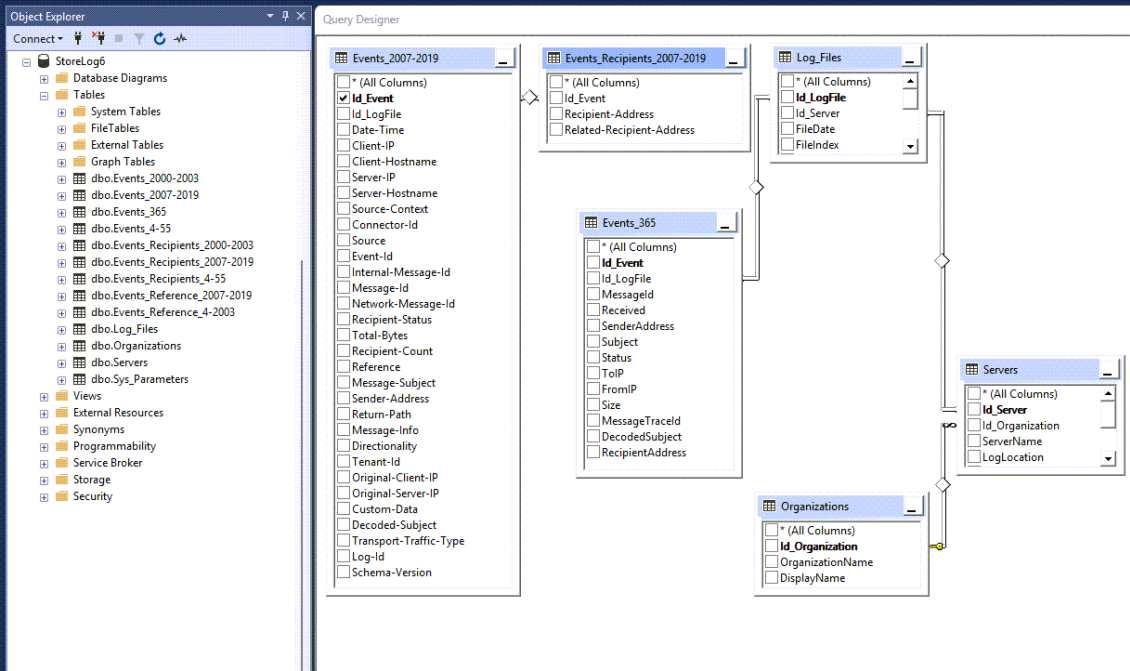 Object Explorer
Connect
StoreLog6
Database Diagrams
Tables
System Tables
FileTables
External Tables
Graph Tables
dbo.Events_2000-2003
dbo.Events_2007-2019
dbo.Events_365
dbo.Events_4-55
dbo.Events_Recipients_2000-2003
dbo.Events_Recipients_2007-2019
dbo.Events_Recipients_4-55
dbo.Events_Reference_2007-2019
dbo.Events_Reference_4-2003
dbo.Log_Files
dbo.Organizations
dbo.Servers
dbo.Sys_Parameters
Views
External Resources
Synonyms
Programmability
Service Broker
Storage
Security
Query Designer
Events_2007-2019
* (All Columns)
Id_Event
Id_LogFile
Date-Time
Client-IP
Client-Hostname
Server-IP
Server-Hostname
Source-Context
Connector-Id
Source
Event-Id
Internal-Message-Id
Message-Id
Network-Message-Id
Recipient-Status
Total-Bytes
Recipient-Count
Reference
Message-Subject
Sender-Address
Return-Path
Message-Info
Directionality
Tenant-Id
Original-Client-IP
Original-Server-IP
Custom-Data
Decoded-Subject
Transport-Traffic-Type
Log-Id
Schema-Version
Events_Recipients_2007-2019
* (All Columns)
Id_Event
Recipient-Address
Related-Recipient-Address
Log_Files
* (All Columns)
Id_LogFile
Id_Server
FileDate
FileIndex
Events_365
* (All Columns)
Id_Event
Id_LogFile
MessageId
Received
SenderAddress
Subject
Status
ToIP
FromIP
Size
MessageTraceId
DecodedSubject
RecipientAddress
Servers
* (All Columns)
Id_Server
Id_Organization
ServerName
LogLocation
Organizations
* (All Columns)
Id_Organization
OrganizationName
DisplayName